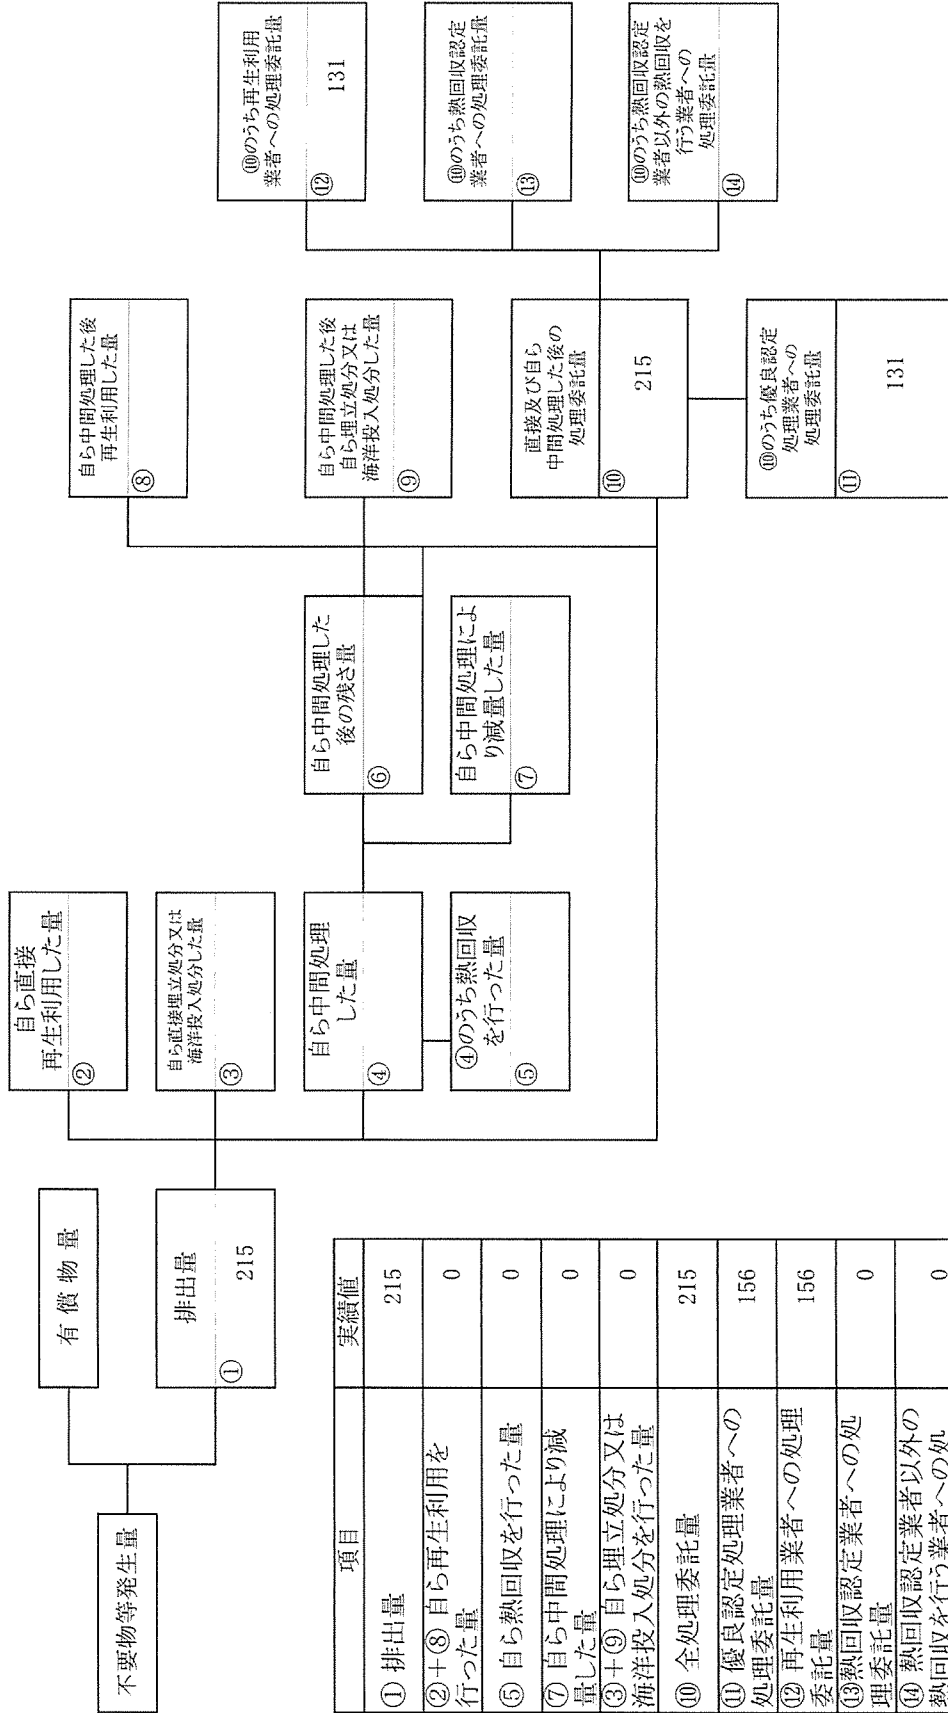 不要物等発生量
有 償 物 量
排出量
①
215
自ら直接
再生利用した量
②
自ら直接埋立処分又は
海洋投入処分した量
③
自ら中間処理
した量
④
④のうち熱回収
を行った量
⑤
自ら中間処理した
後の残さ量
⑥
自ら中間処理によ
り減量した量
⑦
自ら中間処理した後
再生利用した量
⑧
自ら中間処理した後
自ら埋立処分又は
海洋投入処分した量
⑨
直接及び自ら
中間処理した後の
処理委託量
⑩
215
⑩のうち優良認定
処理業者への
処理委託量
⑪
131
⑩のうち再生利用
業者への処理委託量
⑫
131
⑩のうち熱回収認定
業者への処理委託量
⑬
⑩のうち熱回収認定
業者以外の熱回収を
行う業者への
処理委託量
⑭
項目 実績値
① 排出量 215
②+⑧ 自ら再生利用を
行った量 0
⑤ 自ら熱回収を行った量 0
⑦ 自ら中間処理により減
量した量 0
③+⑨ 自ら埋立処分又は
海洋投入処分を行った量 0
⑩ 全処理委託量 215
⑪ 優良認定処理業者への
処理委託量 156
⑫ 再生利用業者への処理
委託量 156
⑬熱回収認定業者への処
理委託量 0
⑭ 熱回収認定業者以外の
熱回収を行う業者への処 0